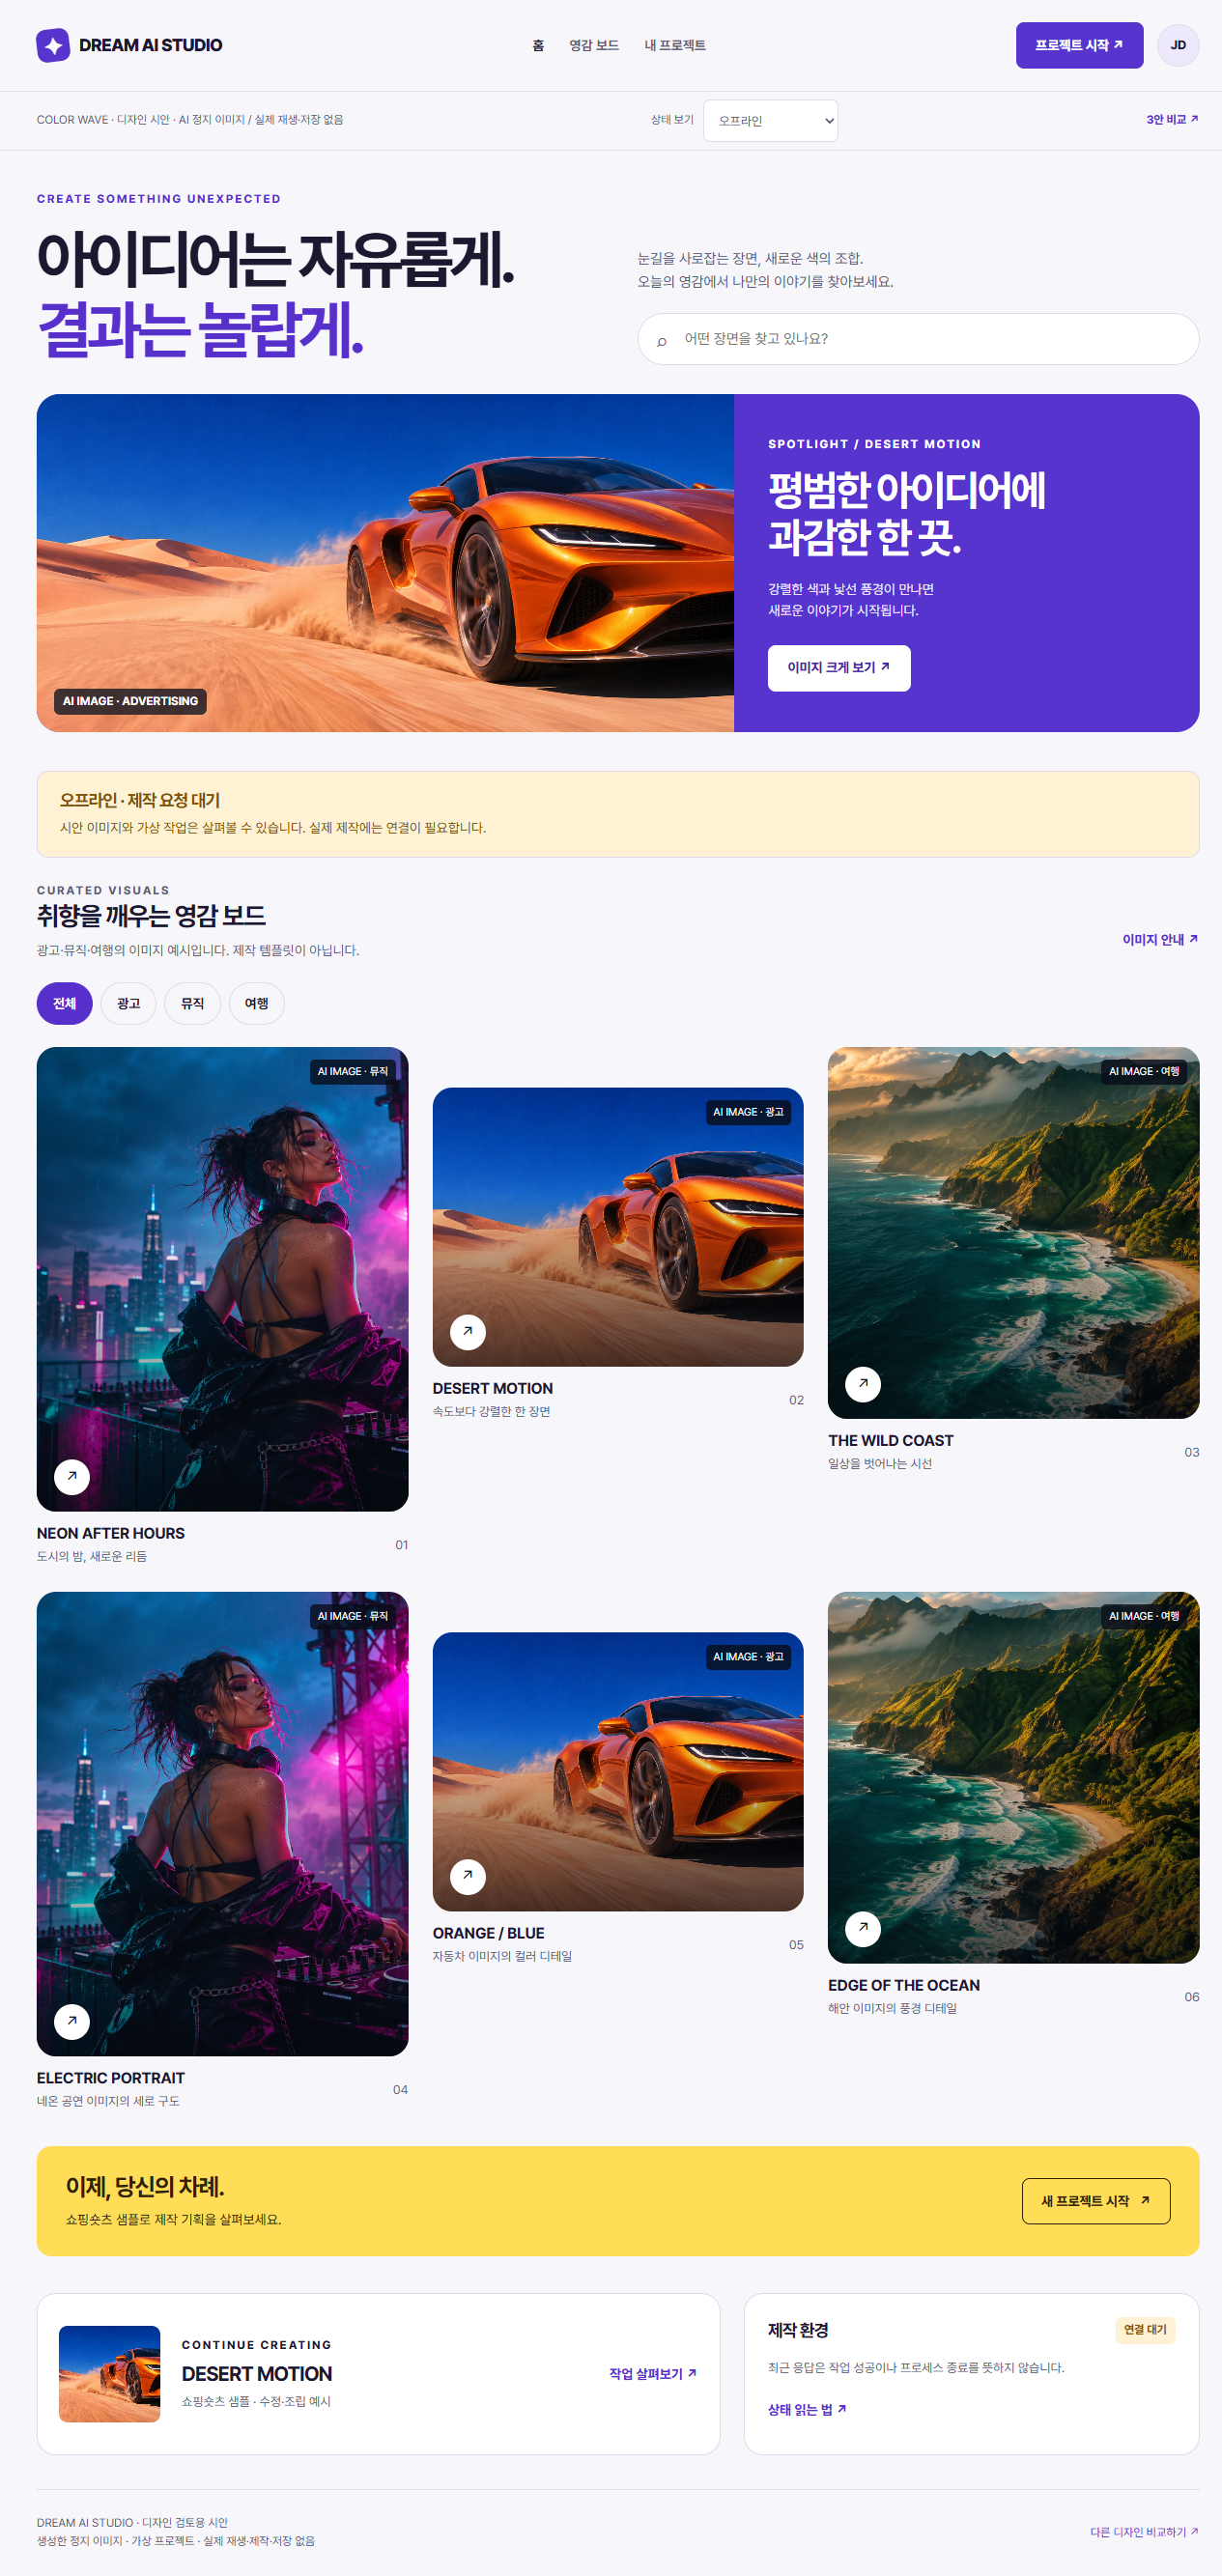 DREAM AI STUDIO
홈
영감 보드
내 프로젝트
프로젝트 시작 ↗
JD
COLOR WAVE · 디자인 시안 · AI 정지 이미지 / 실제 재생·저장 없음
상태 보기
오프라인
3안 비교 ↗
CREATE SOMETHING UNEXPECTED
아이디어는 자유롭게.
결과는 놀랍게.
눈길을 사로잡는 장면, 새로운 색의 조합.
오늘의 영감에서 나만의 이야기를 찾아보세요.
어떤 장면을 찾고 있나요?
AI IMAGE · ADVERTISING
SPOTLIGHT / DESERT MOTION
평범한 아이디어에
과감한 한 끗.
강렬한 색과 낯선 풍경이 만나면
새로운 이야기가 시작됩니다.
이미지 크게 보기 ↗
오프라인 · 제작 요청 대기
시안 이미지와 가상 작업은 살펴볼 수 있습니다. 실제 제작에는 연결이 필요합니다.
CURATED VISUALS
취향을 깨우는 영감 보드
광고·뮤직·여행의 이미지 예시입니다. 제작 템플릿이 아닙니다.
이미지 안내 ↗
전체
광고
뮤직
여행
AI IMAGE · 뮤직
↗
NEON AFTER HOURS
도시의 밤, 새로운 리듬
01
AI IMAGE · 광고
↗
DESERT MOTION
속도보다 강렬한 한 장면
02
AI IMAGE · 여행
↗
THE WILD COAST
일상을 벗어나는 시선
03
AI IMAGE · 뮤직
↗
ELECTRIC PORTRAIT
네온 공연 이미지의 세로 구도
04
AI IMAGE · 광고
↗
ORANGE / BLUE
자동차 이미지의 컬러 디테일
05
AI IMAGE · 여행
↗
EDGE OF THE OCEAN
해안 이미지의 풍경 디테일
06
이제, 당신의 차례.
쇼핑숏츠 샘플로 제작 기획을 살펴보세요.
새 프로젝트 시작 ↗
CONTINUE CREATING
DESERT MOTION
쇼핑숏츠 샘플 · 수정·조립 예시
작업 살펴보기 ↗
제작 환경
연결 대기
최근 응답은 작업 성공이나 프로세스 종료를 뜻하지 않습니다.
상태 읽는 법 ↗
DREAM AI STUDIO · 디자인 검토용 시안
생성한 정지 이미지 · 가상 프로젝트 · 실제 재생·제작·저장 없음
다른 디자인 비교하기 ↗